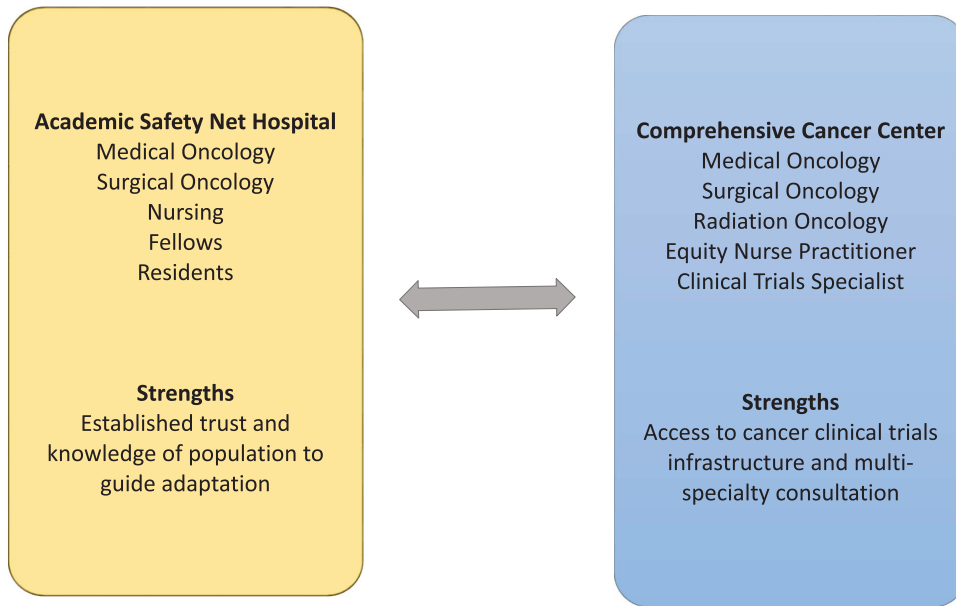 Academic Safety Net Hospital
Medical Oncology
Surgical Oncology
Nursing
Fellows
Residents
Strengths
Established trust and
knowledge of population to
guide adaptation
Comprehensive Cancer Center
Medical Oncology
Surgical Oncology
Radiation Oncology
Equity Nurse Practitioner
Clinical Trials Specialist
Strengths
Access to cancer clinical trials
infrastructure and multi-
specialty consultation